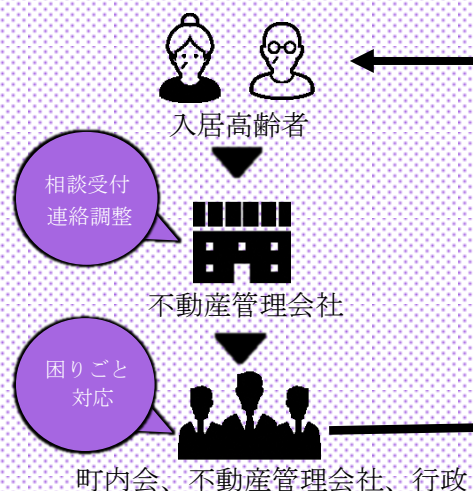 入居高齢者
相談受付
連絡調整
不動産管理会社
困りごと
対応
町内会、不動産管理会社、行政